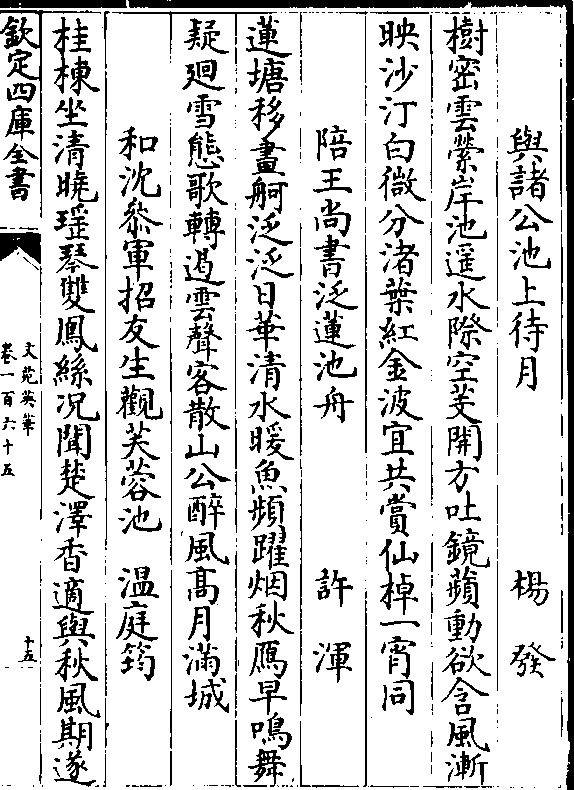 與諸公池上待月　楊發
樹密雲縈岸池遥水際空芰開方吐鏡蘋動欲含風漸
映沙汀白微分渚葉紅金波宜共賞仙棹一宵同
陪王尚書泛蓮池舟　許渾
蓮塘移畫舸泛泛日華清水暖魚頻躍烟秋鴈早鳴舞
疑廻雪態歌轉遏雲聲客散山公醉風髙月滿城
和沈叅軍招友生觀芙蓉池　温庭筠
桂棟坐清曉瑶琴雙鳳絲况聞楚澤香適與秋風期遂
欽定四庫全書
文苑英華
卷一百六十五
十五